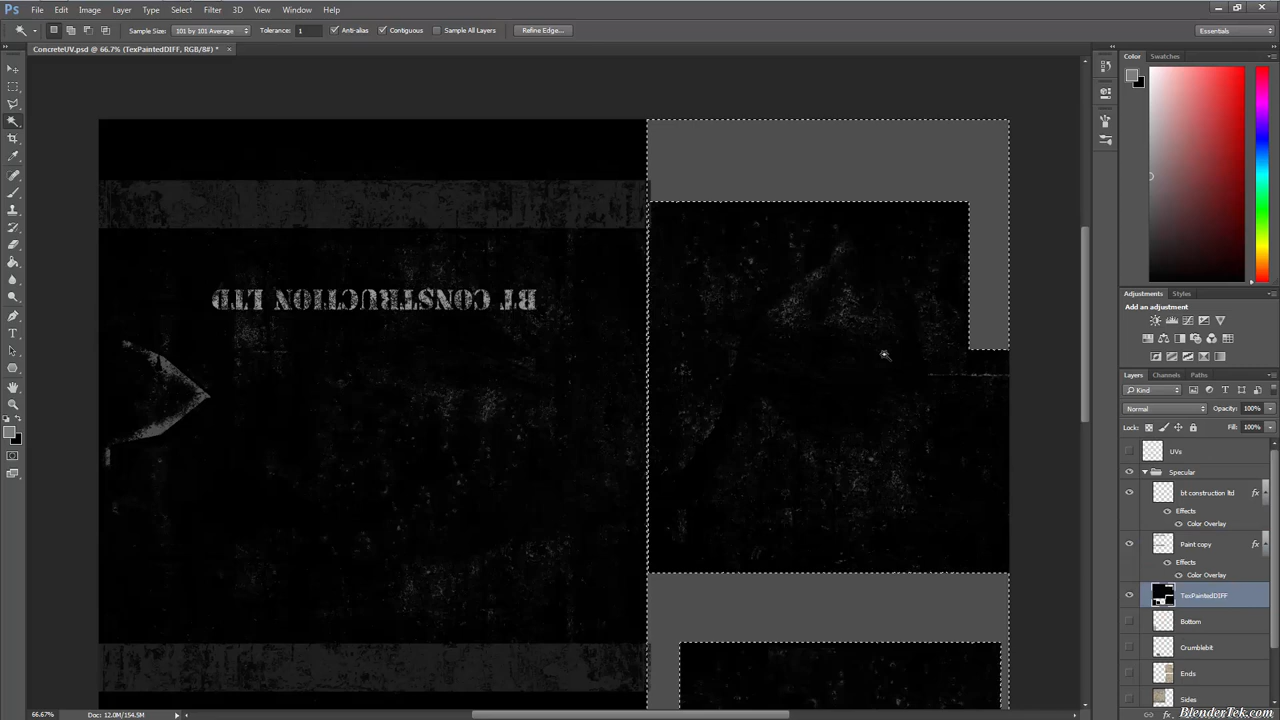 Ps File Edit Image Layer Type Select Filter 3D View Window Help
Sample Size: 101 by 101 Average Tolerance: 1 Anti-alias Contiguous Sample All Layers Refine Edge... Essentials
ConcreteUV.psd @ 66.7% (TexPaintedDIFF, RGB/8#) * ×
Color Swatches
BT CONSTRUCTION LTD
Adjustments Styles
Add an adjustment
Layers Channels Paths
Kind
Normal Opacity: 100%
Lock: Fill: 100%
UVs
Specular
bt construction ltd fx
Effects
Color Overlay
Paint copy fx
Effects
Color Overlay
TexPaintedDIFF
Bottom
Crumblebit
Ends
Sides
66.67% Doc: 12.0M/154.5M
BlenderTek.com